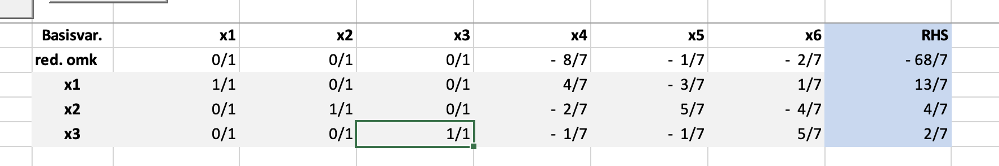 Basisvar. x1 x2 x3 x4 x5 x6 RHS
red. omk 0/1 0/1 0/1 - 8/7 - 1/7 - 2/7 - 68/7
x1 1/1 0/1 0/1 4/7 - 3/7 1/7 13/7
x2 0/1 1/1 0/1 - 2/7 5/7 - 4/7 4/7
x3 0/1 0/1 1/1 - 1/7 - 1/7 5/7 2/7